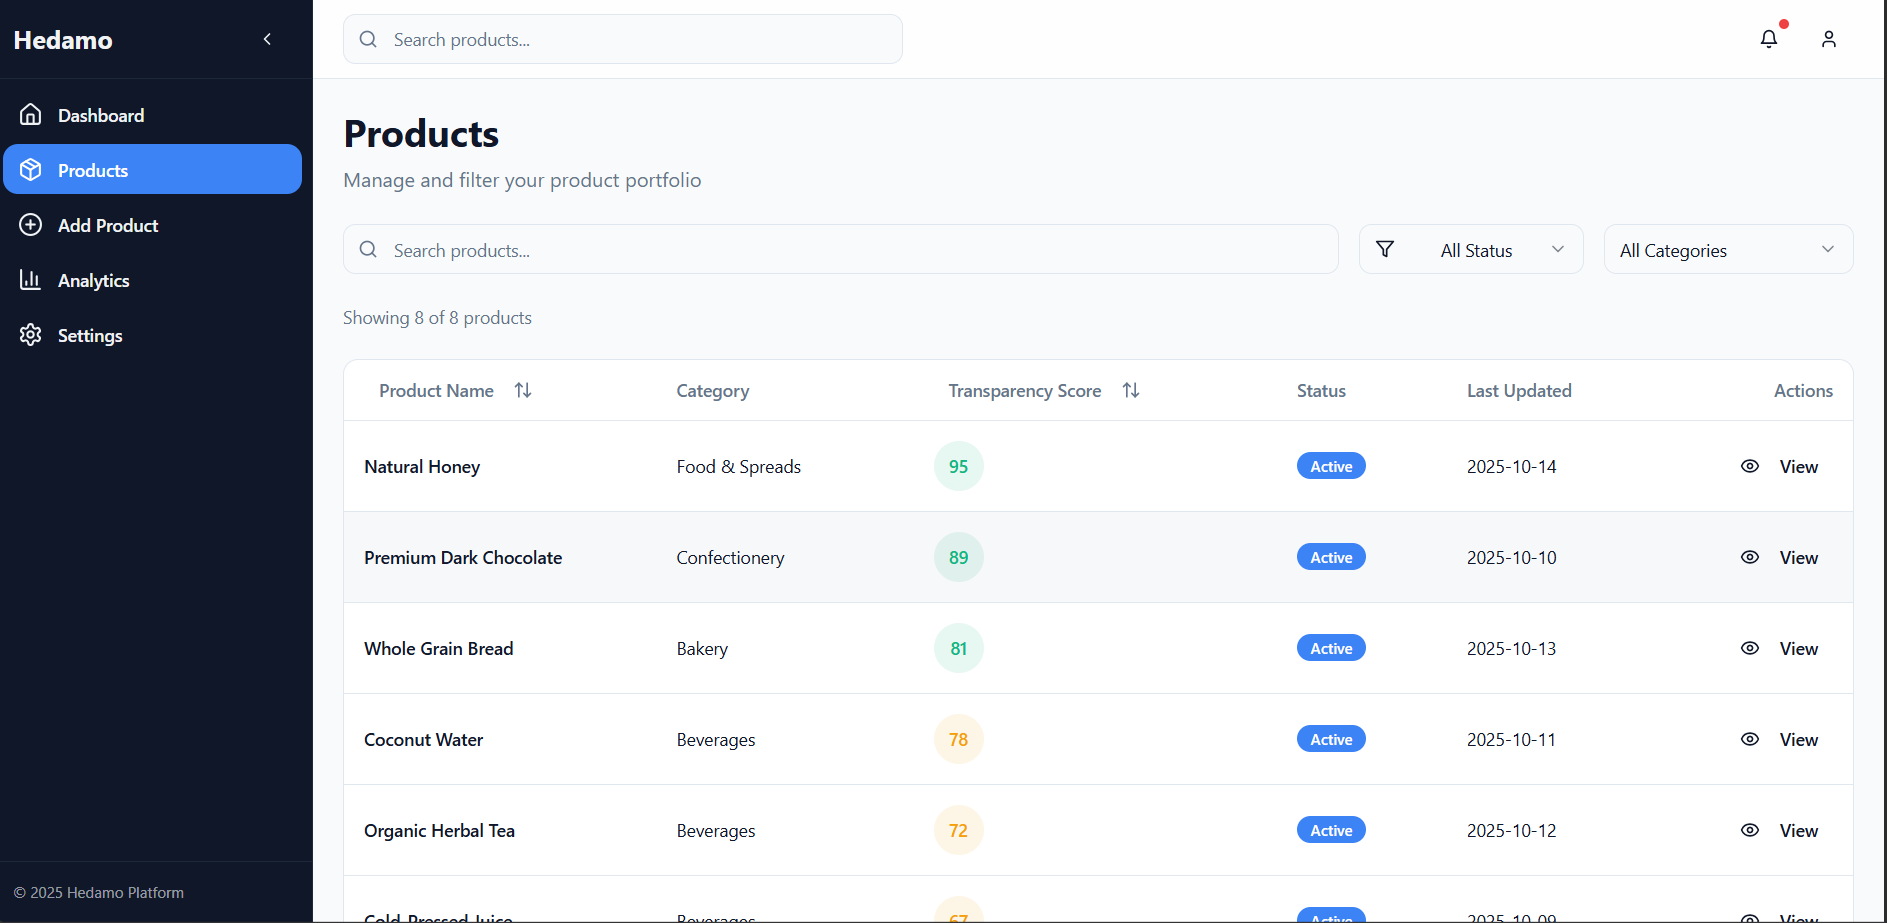 Hedamo
Search products...
Dashboard
Products
Add Product
Analytics
Settings
© 2025 Hedamo Platform
Products
Manage and filter your product portfolio
Search products...
All Status
All Categories
Showing 8 of 8 products
Product Name Category Transparency Score Status Last Updated Actions
Natural Honey Food & Spreads 95 Active 2025-10-14 View
Premium Dark Chocolate Confectionery 89 Active 2025-10-10 View
Whole Grain Bread Bakery 81 Active 2025-10-13 View
Coconut Water Beverages 78 Active 2025-10-11 View
Organic Herbal Tea Beverages 72 Active 2025-10-12 View
Cold-Pressed Juice Beverages 67 Active 2025-10-09 View